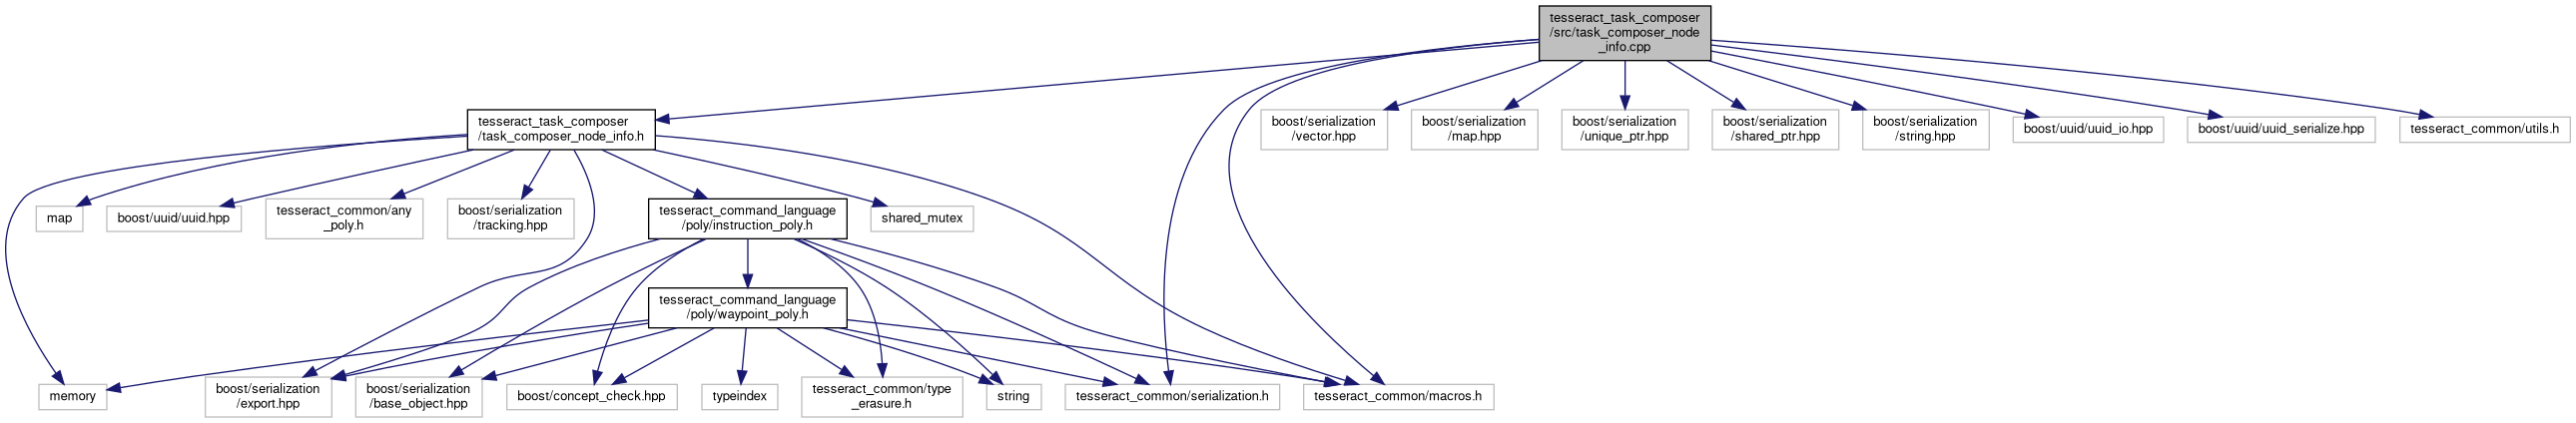 tesseract_task_composer
/src/task_composer_node
_info.cpp
tesseract_task_composer
/task_composer_node_info.h
boost/serialization
/vector.hpp
boost/serialization
/map.hpp
boost/serialization
/unique_ptr.hpp
boost/serialization
/shared_ptr.hpp
boost/serialization
/string.hpp
boost/uuid/uuid_io.hpp
boost/uuid/uuid_serialize.hpp
tesseract_common/utils.h
map
boost/uuid/uuid.hpp
tesseract_common/any
_poly.h
boost/serialization
/tracking.hpp
tesseract_command_language
/poly/instruction_poly.h
shared_mutex
tesseract_command_language
/poly/waypoint_poly.h
memory
boost/serialization
/export.hpp
boost/serialization
/base_object.hpp
boost/concept_check.hpp
typeindex
tesseract_common/type
_erasure.h
string
tesseract_common/serialization.h
tesseract_common/macros.h